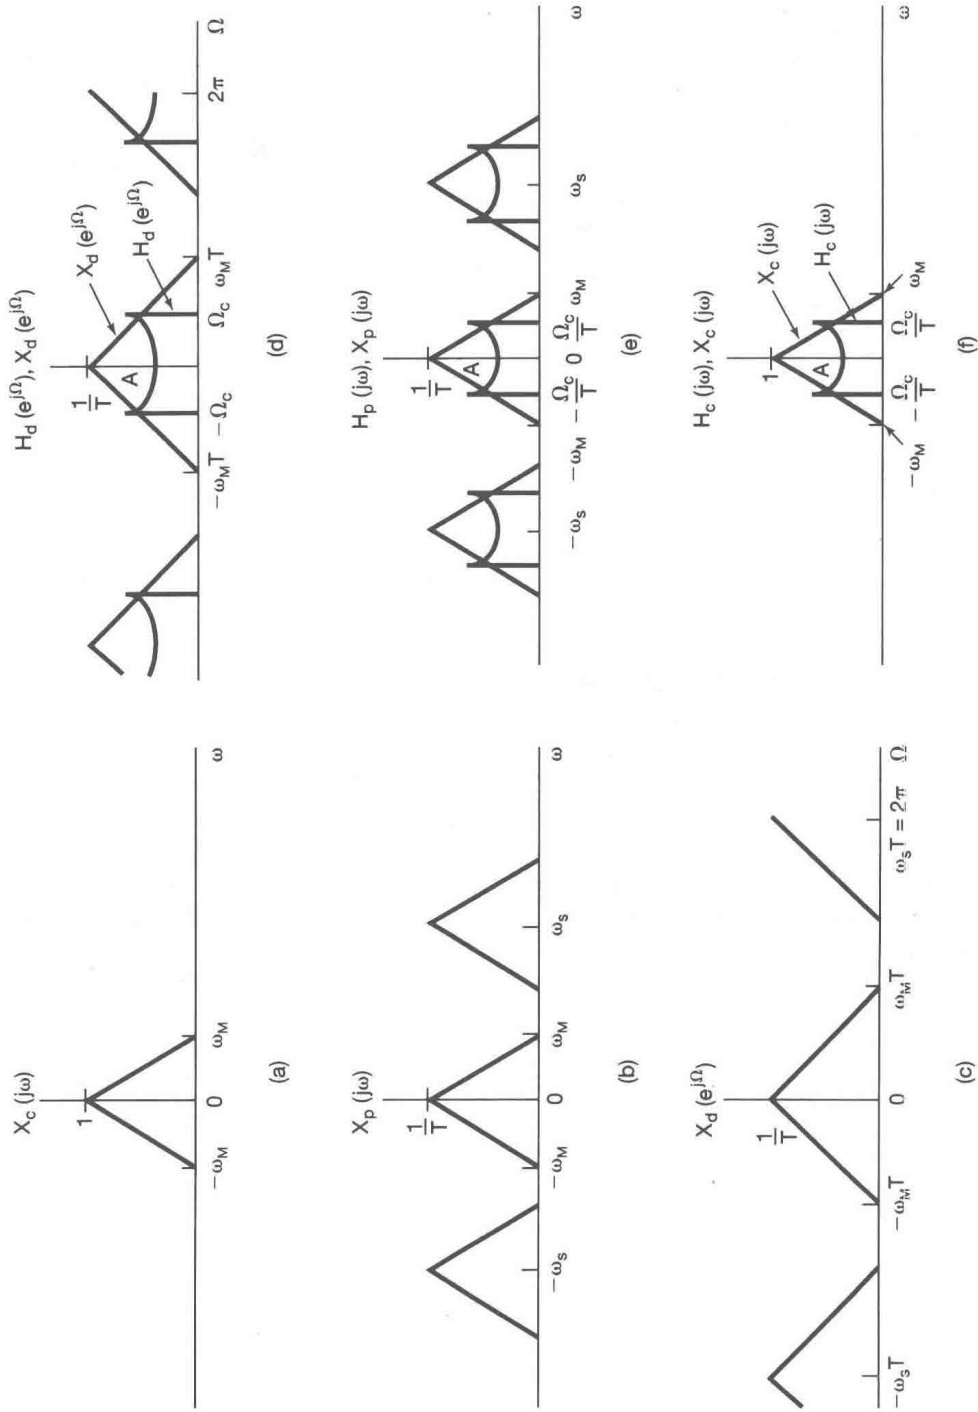 X_c (jω)
1
−ω_M
0
ω_M
ω
(a)
X_p (jω)
1/T
−ω_s
−ω_M
0
ω_M
ω_s
ω
(b)
X_d (e^jΩ)
1/T
−ω_sT
−ω_MT
0
ω_MT
ω_sT = 2π
Ω
(c)
H_d (e^jΩ), X_d (e^jΩ)
1/T
A
X_d (e^jΩ)
H_d (e^jΩ)
−ω_MT
−Ω_c
Ω_c
ω_MT
2π
Ω
(d)
H_p (jω), X_p (jω)
1/T
A
−ω_s
−ω_M
−Ω_c/T
0
Ω_c/T
ω_M
ω_s
ω
(e)
H_c (jω), X_c (jω)
1
A
X_c (jω)
H_c (jω)
−ω_M
−Ω_c/T
Ω_c/T
ω_M
ω
(f)